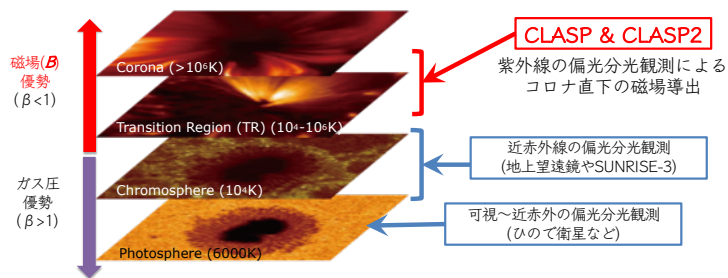 磁場(B)
優勢
(β<1)
ガス圧
優勢
(β>1)
Corona (>10⁶K)
Transition Region (TR) (10⁴-10⁶K)
Chromosphere (10⁴K)
Photosphere (6000K)
CLASP & CLASP2
紫外線の偏光分光観測による
コロナ直下の磁場導出
近赤外線の偏光分光観測
(地上望遠鏡やSUNRISE-3)
可視～近赤外の偏光分光観測
(ひので衛星など)